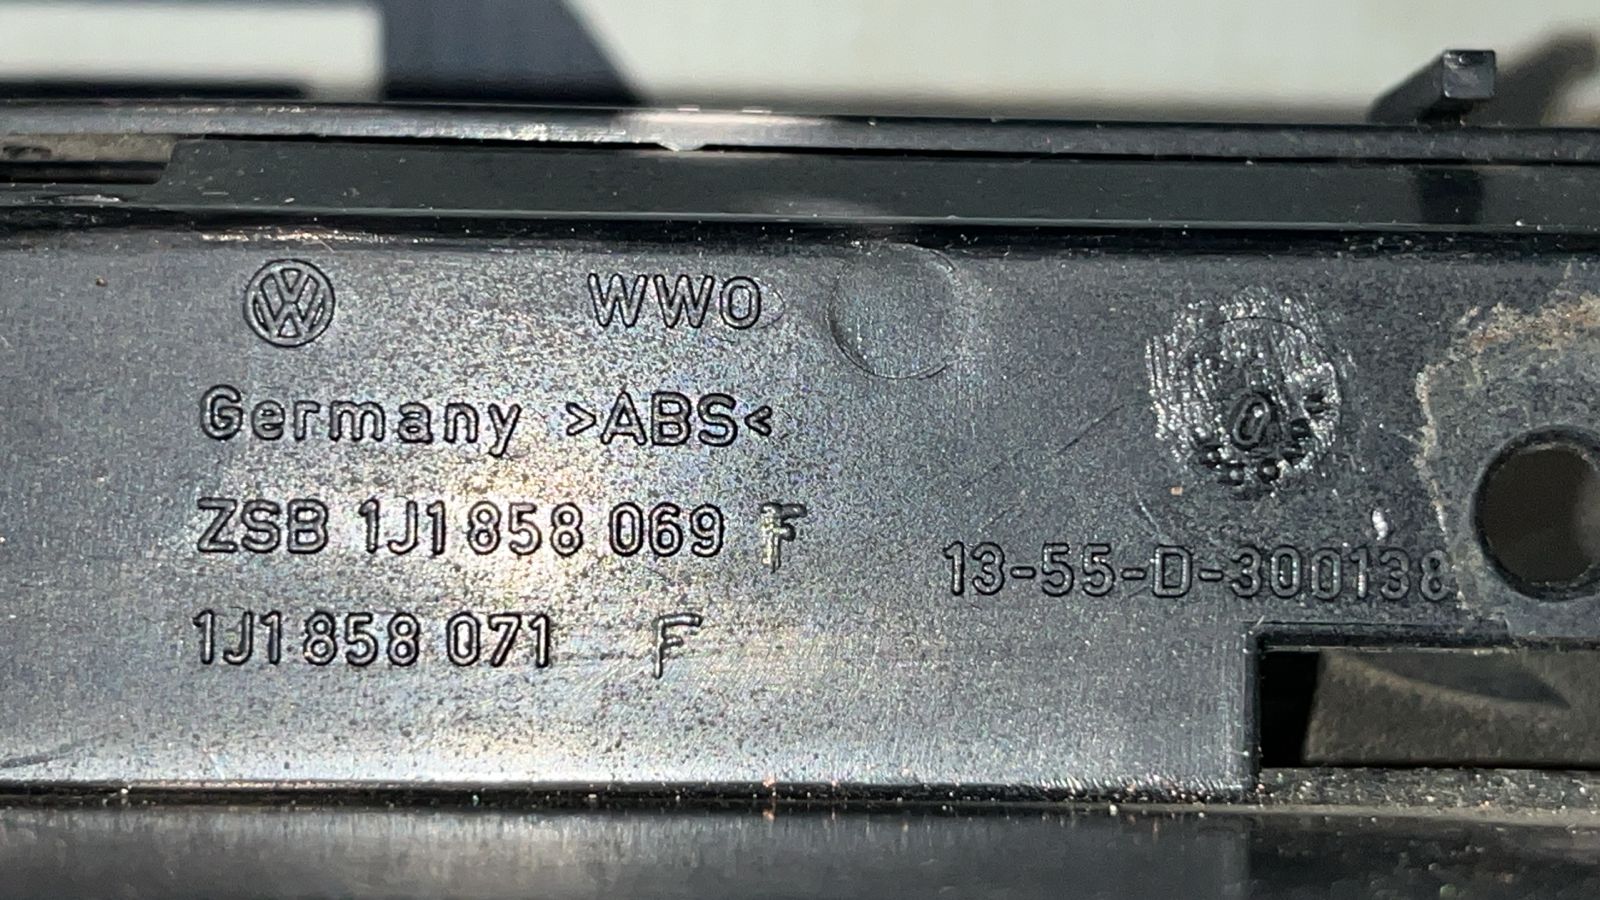 WWO
Germany >ABS<
ZSB 1J1 858 069 F
1J1 858 071 F
13-55-D-300138